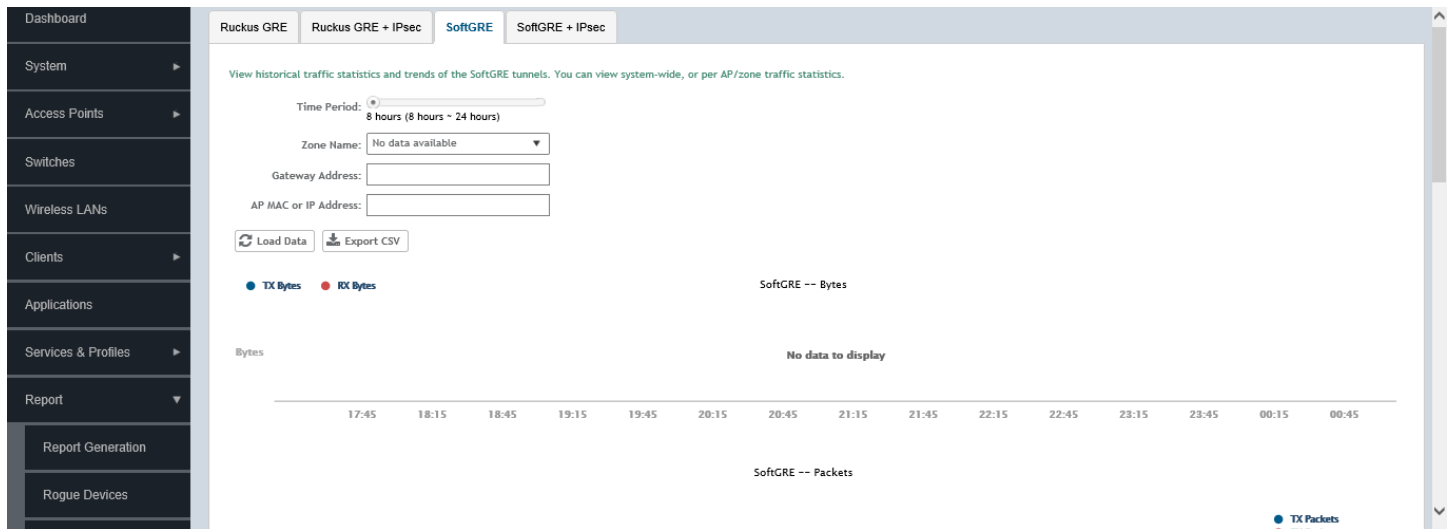 Dashboard
Ruckus GRE
Ruckus GRE + IPsec
SoftGRE
SoftGRE + IPsec
System
Access Points
Switches
Wireless LANs
Clients
Applications
Services & Profiles
Report
Report Generation
Rogue Devices
View historical traffic statistics and trends of the SoftGRE tunnels. You can view system-wide, or per AP/zone traffic statistics.
Time Period:
8 hours (8 hours ~ 24 hours)
Zone Name: No data available
Gateway Address:
AP MAC or IP Address:
Load Data Export CSV
TX Bytes RX Bytes
SoftGRE -- Bytes
Bytes
No data to display
17:45 18:15 18:45 19:15 19:45 20:15 20:45 21:15 21:45 22:15 22:45 23:15 23:45 00:15 00:45
SoftGRE -- Packets
TX Packets